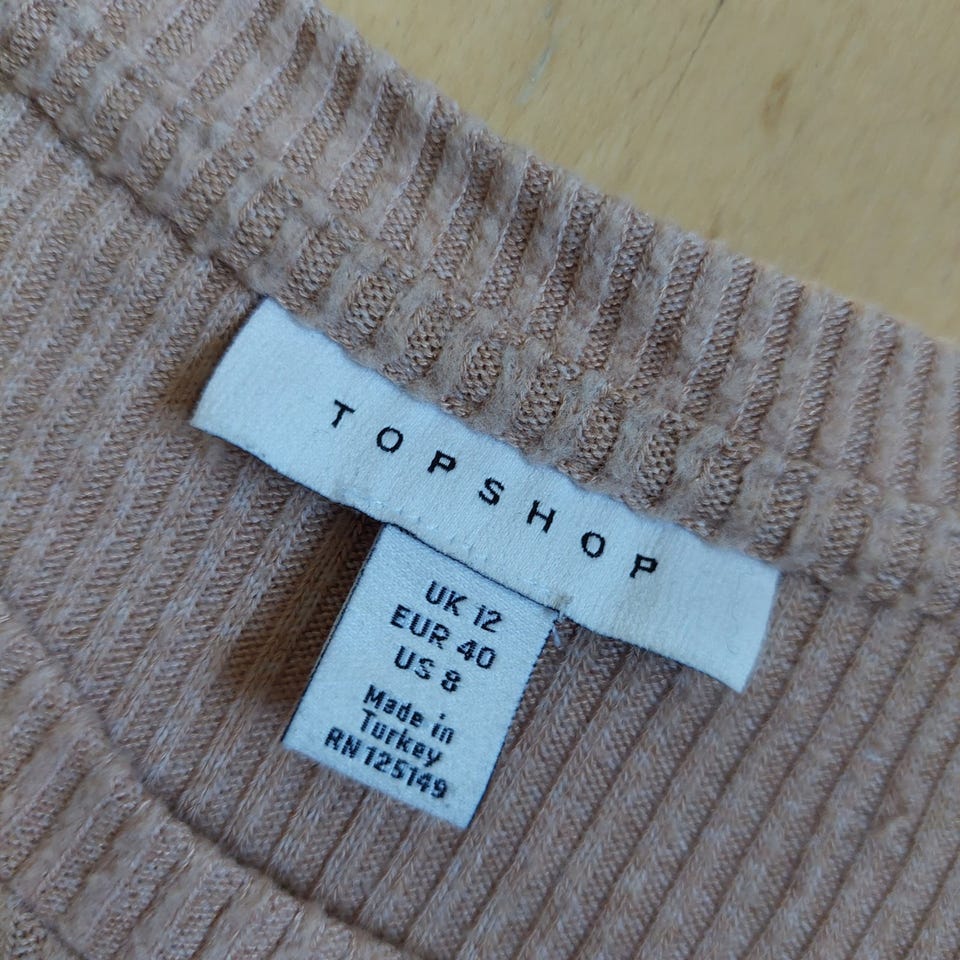 TOPSHOP
UK 12
EUR 40
US 8
Made in
Turkey
RN125149